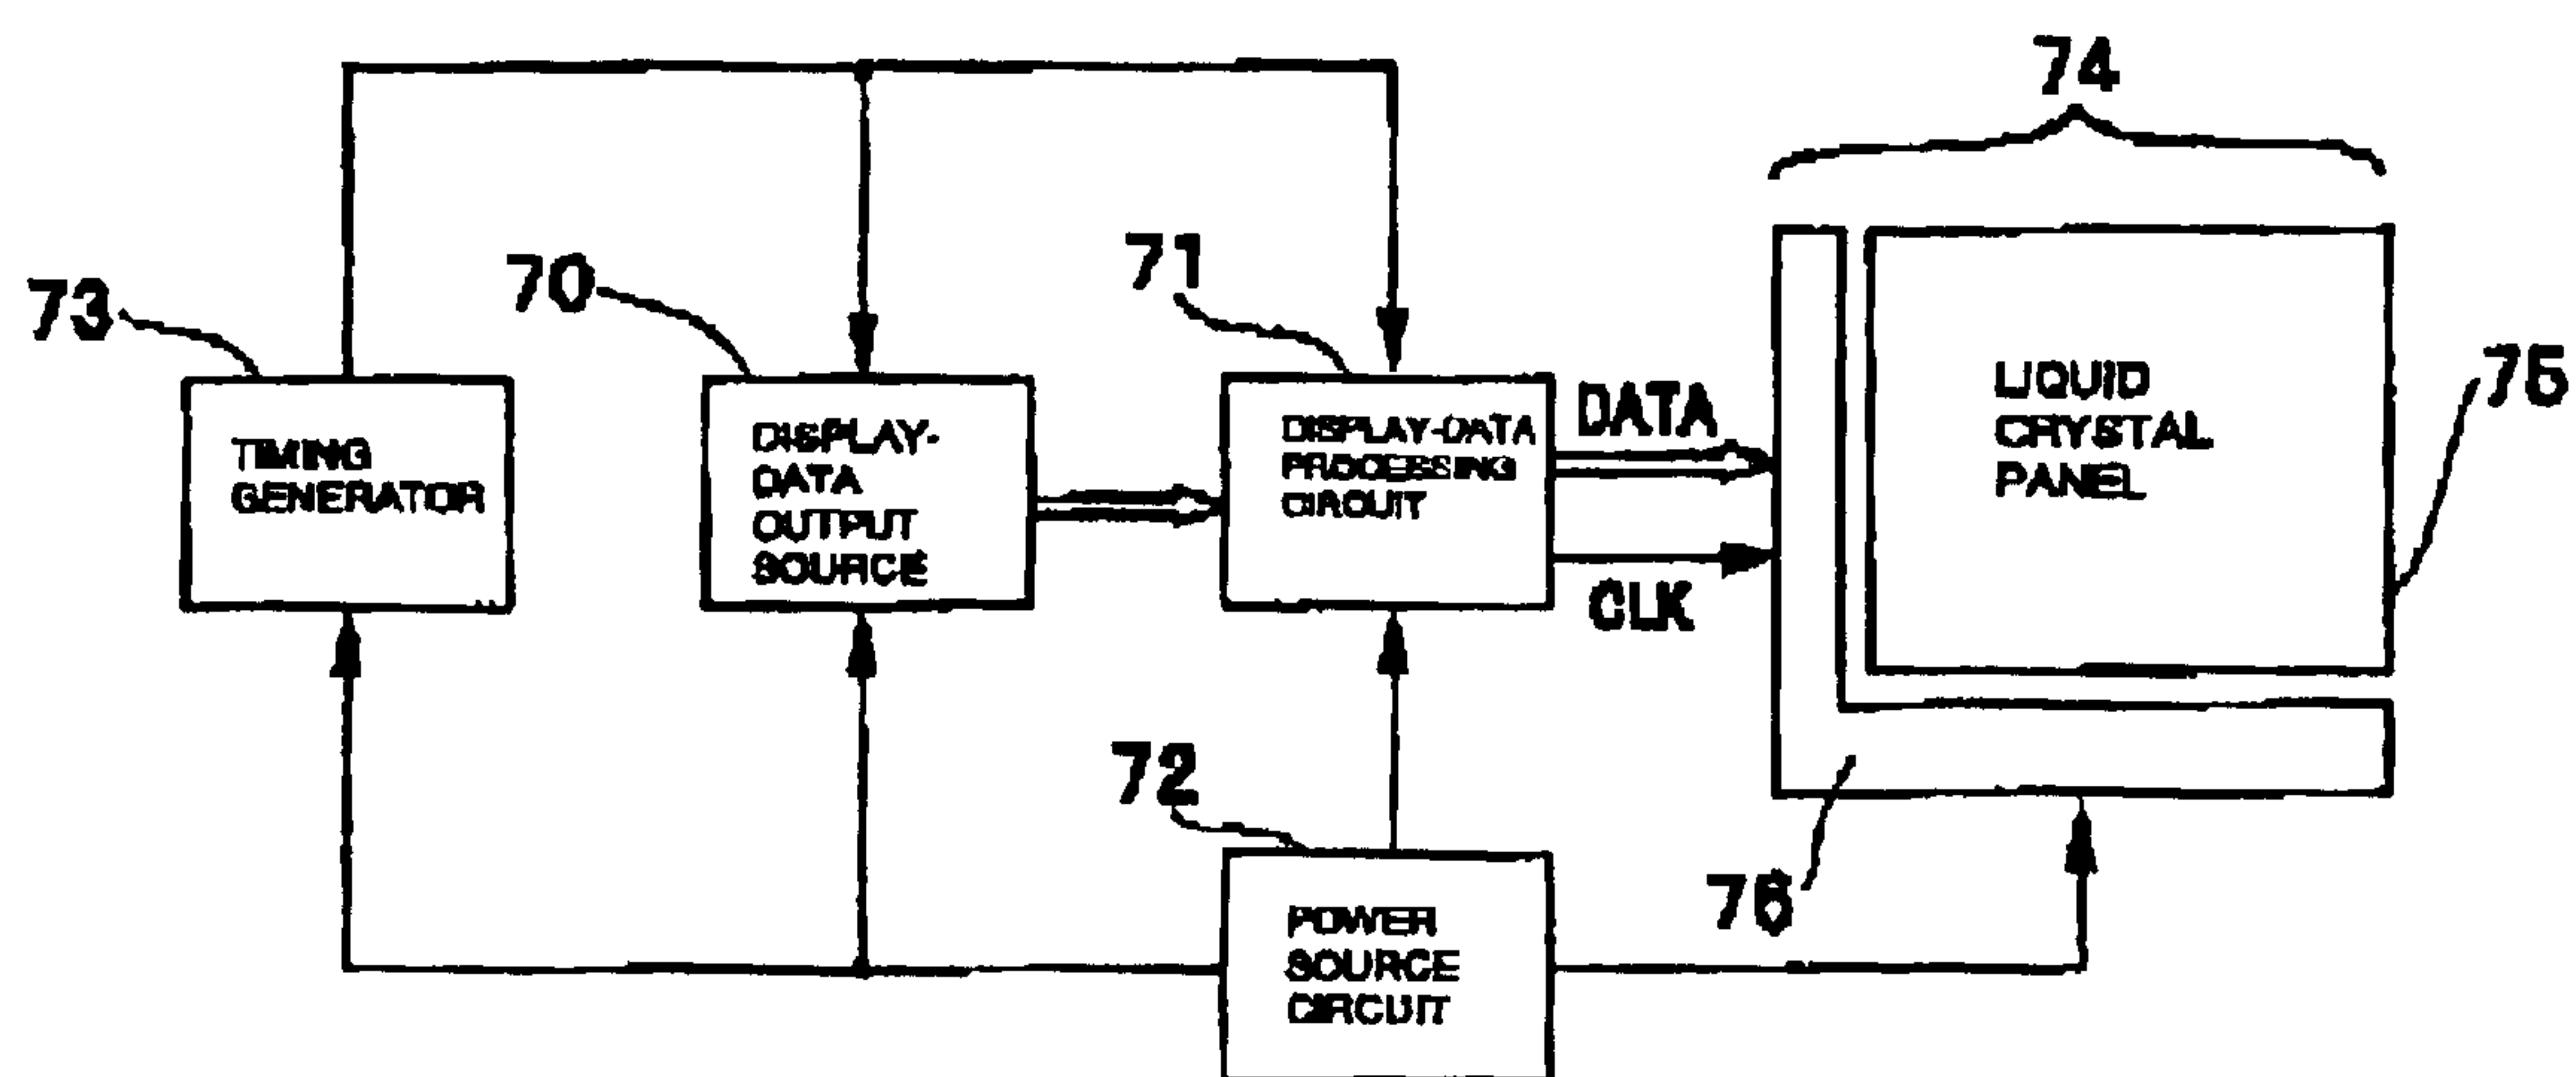 74
71
70
73
75
DATA
LIQUID
CRYSTAL
PANEL
TIMING
GENERATOR
DISPLAY-
DATA
OUTPUT
SOURCE
DISPLAY-DATA
PROCESSING
CIRCUIT
CLK
72
76
POWER
SOURCE
CIRCUIT